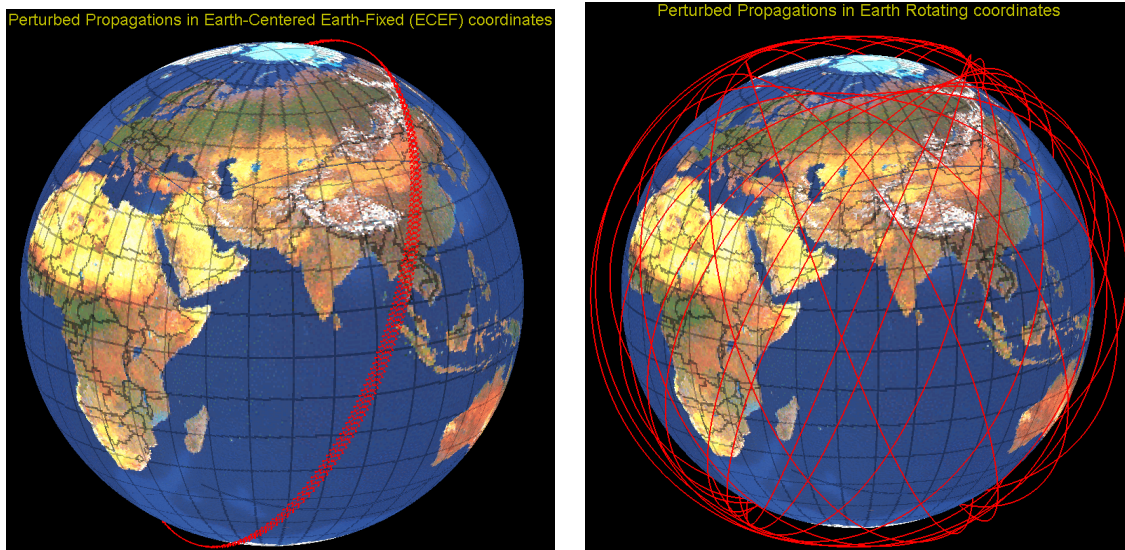 Perturbed Propagations in Earth-Centered Earth-Fixed (ECEF) coordinates
Perturbed Propagations in Earth Rotating coordinates